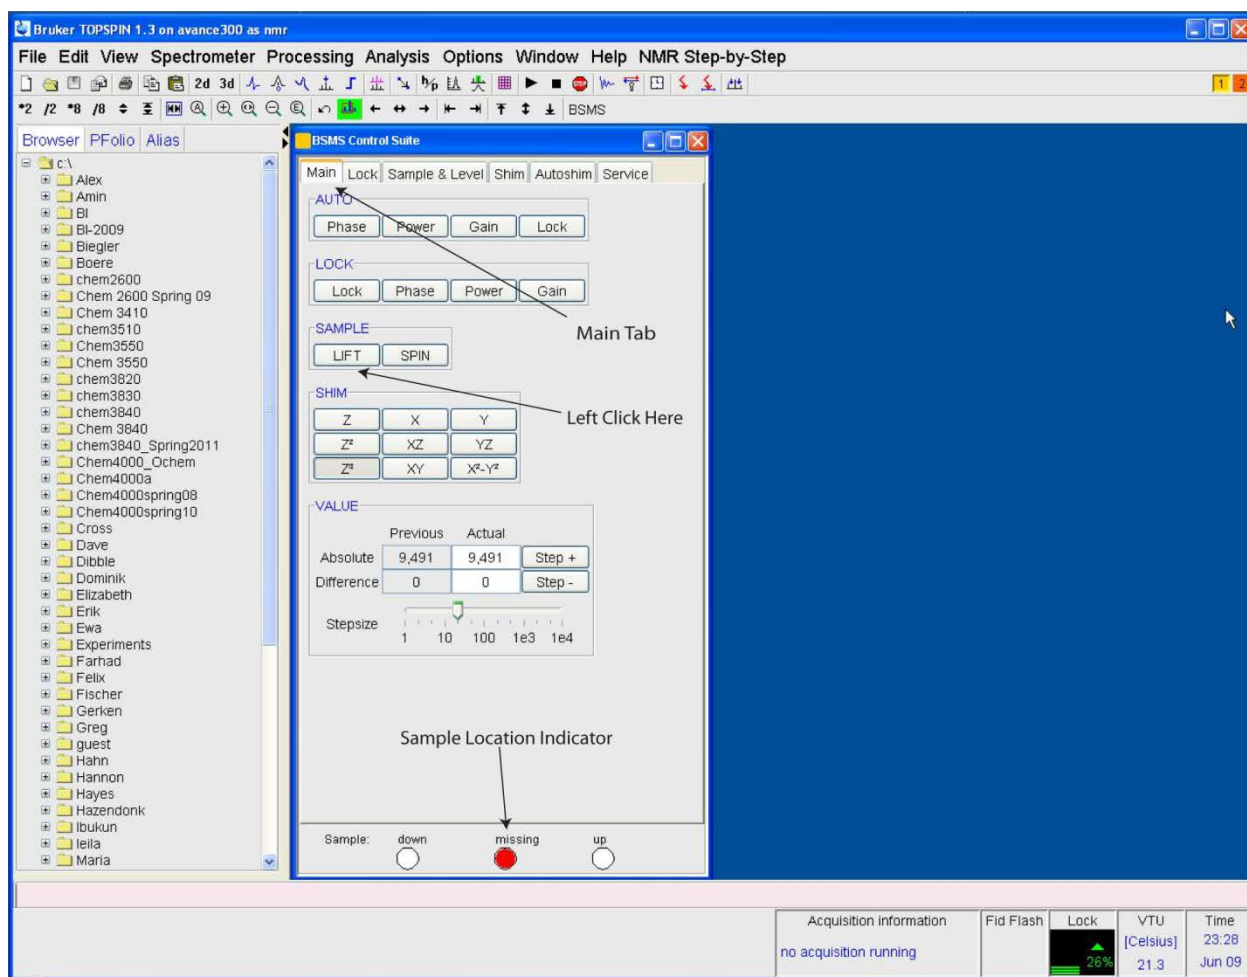 Bruker TOPSPIN 1.3 on avance300 as nmr
File Edit View Spectrometer Processing Analysis Options Window Help NMR Step-by-Step
2d 3d
1 2
*2 /2 *8 /8 BSMS
Browser PFolio Alias
c:\
Alex
Amin
BI
BI-2009
Biegler
Boere
chem2600
Chem 2600 Spring 09
Chem 3410
chem3510
Chem3550
Chem 3550
chem3820
chem3830
chem3840
Chem 3840
chem3840_Spring2011
Chem4000_Ochem
Chem4000a
Chem4000spring08
Chem4000spring10
Cross
Dave
Dibble
Dominik
Elizabeth
Erik
Ewa
Experiments
Farhad
Felix
Fischer
Gerken
Greg
guest
Hahn
Hannon
Hayes
Hazendonk
Ibukun
leila
Maria
BSMS Control Suite
Main Lock Sample & Level Shim Autoshim Service
AUTO
Phase Power Gain Lock
LOCK
Lock Phase Power Gain
Main Tab
SAMPLE
LIFT SPIN
Left Click Here
SHIM
Z X Y
Z² XZ YZ
Z³ XY X²-Y²
VALUE
Previous Actual
Absolute 9,491 9,491 Step +
Difference 0 0 Step -
Stepsize
1 10 100 1e3 1e4
Sample Location Indicator
Sample: down missing up
Acquisition information Fid Flash Lock VTU Time
no acquisition running
26%
[Celsius]
21.3
23:28
Jun 09